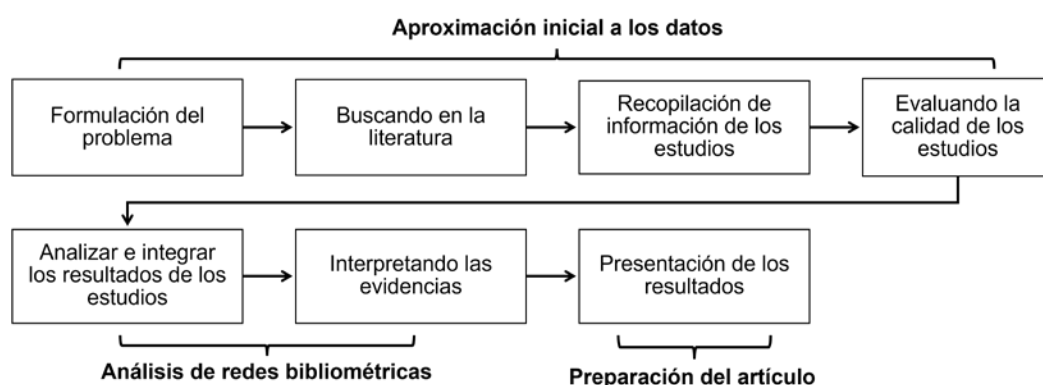 Aproximación inicial a los datos
Formulación del
problema
Buscando en la
literatura
Recopilación de
información de los
estudios
Evaluando la
calidad de los
estudios
Analizar e integrar
los resultados de los
estudios
Interpretando las
evidencias
Presentación de los
resultados
Análisis de redes bibliométricas
Preparación del artículo